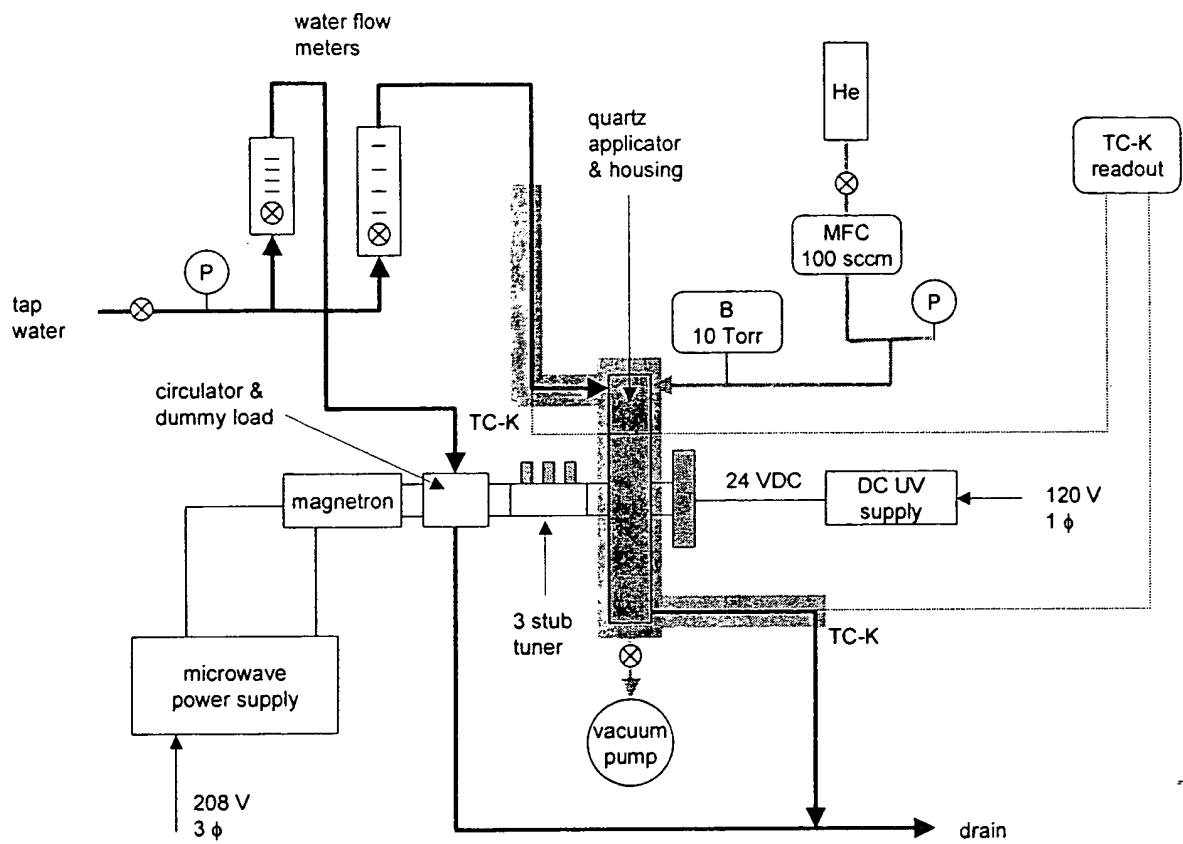 water flow
meters
He
quartz
applicator
& housing
TC-K
readout
MFC
100 sccm
P
P
tap
water
B
10 Torr
circulator &
dummy load
TC-K
magnetron
24 VDC
DC UV
supply
120 V
1 ϕ
3 stub
tuner
TC-K
microwave
power supply
vacuum
pump
208 V
3 ϕ
drain